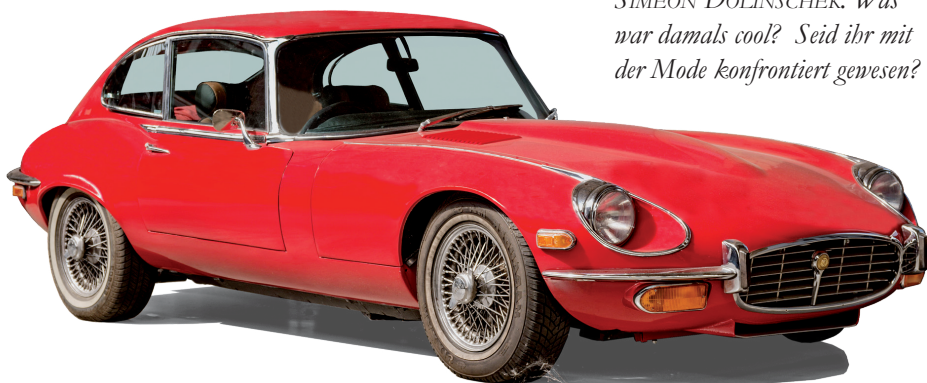 SIMEON DOLINSCHEK: Was
war damals cool?  Seid ihr mit
der Mode konfrontiert gewesen?